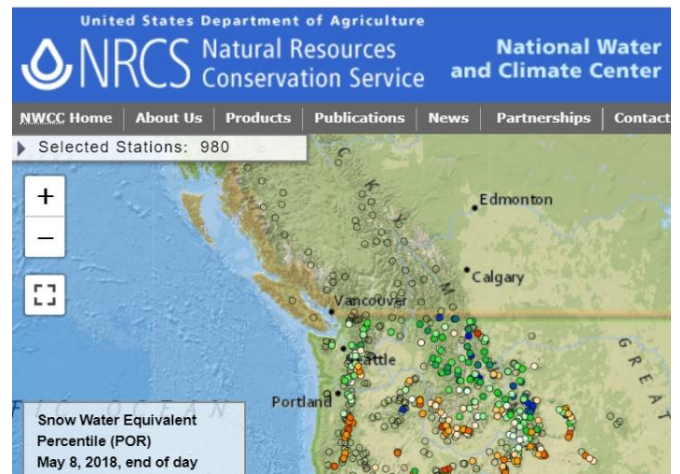 United States Department of Agriculture
NRCS Natural Resources Conservation Service
National Water and Climate Center
NWCC Home About Us Products Publications News Partnerships Contact
Selected Stations: 980
+
−
Edmonton
Calgary
Vancouver
Seattle
Portland
GREAT
OCEAN
Snow Water Equivalent
Percentile (POR)
May 8, 2018, end of day